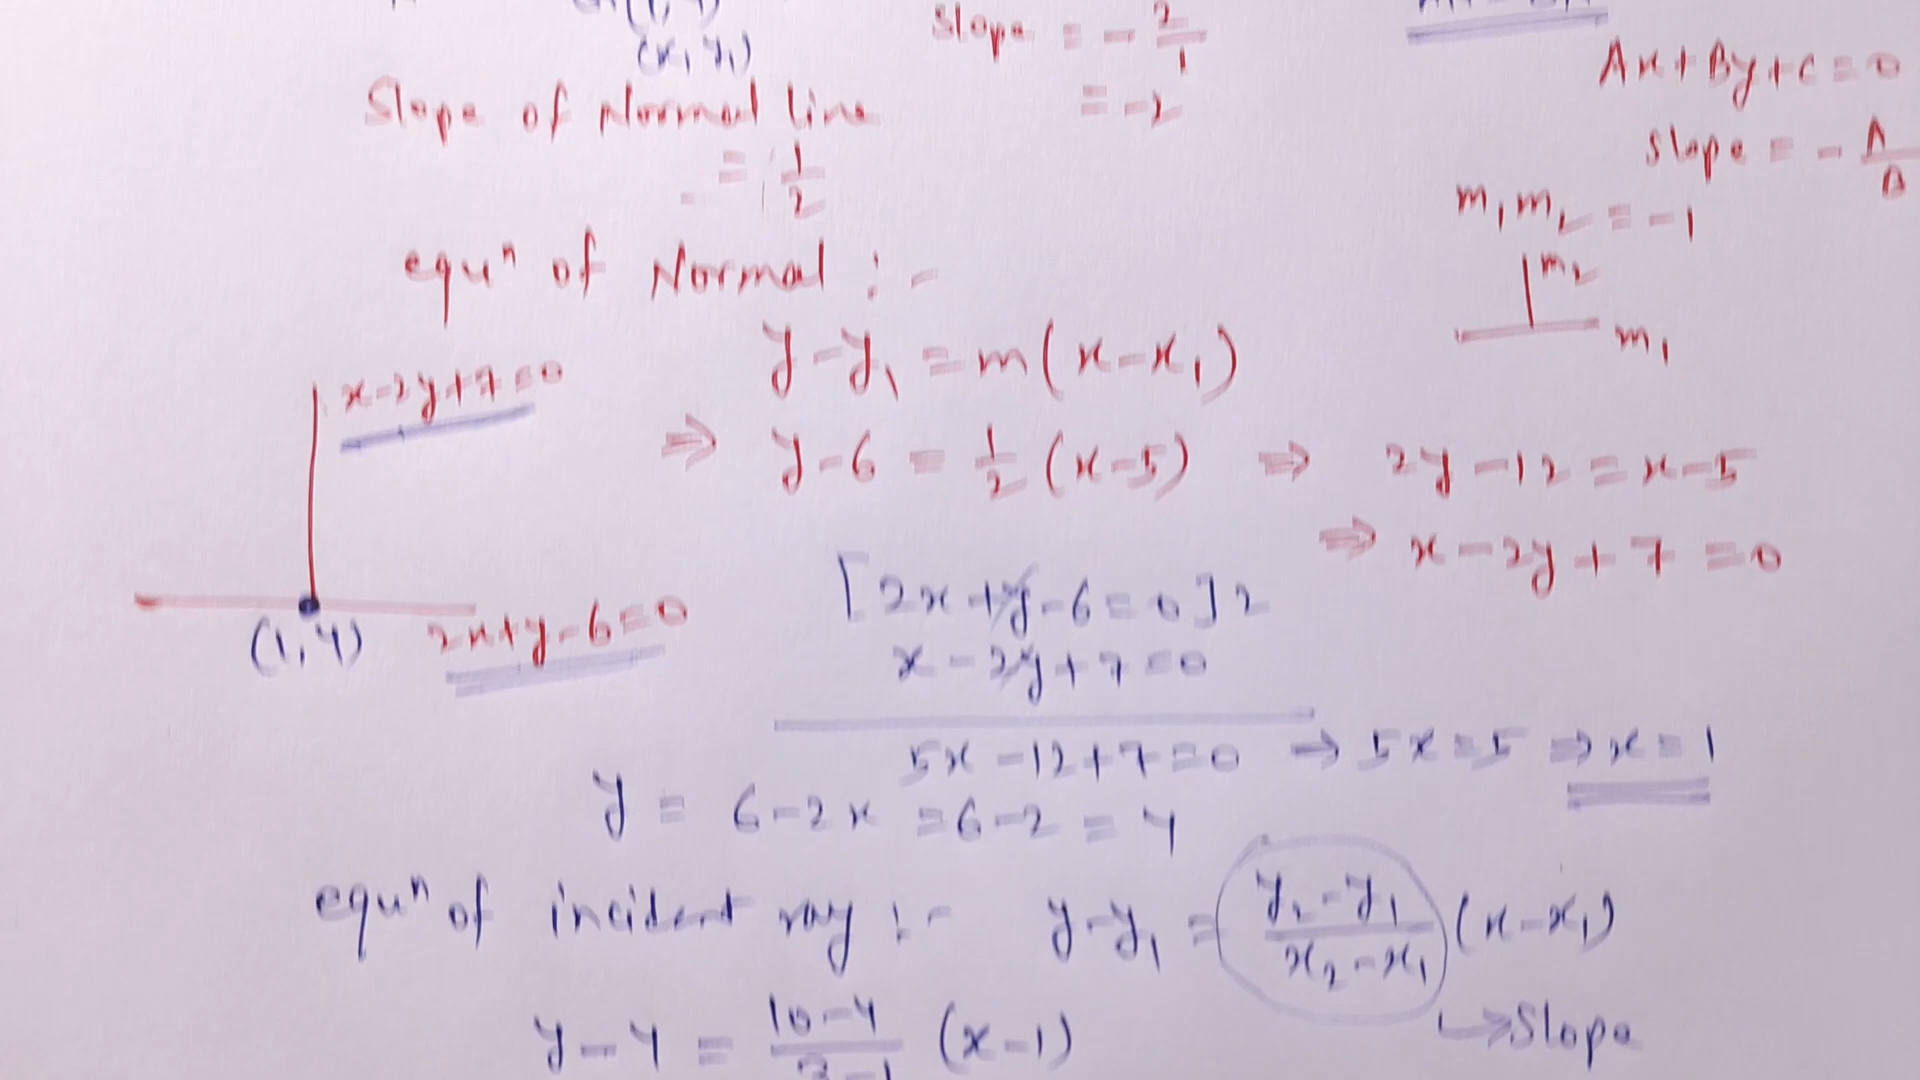 (x₁, y₁)
Slope = - 2/1
= -2
Ax + By + C = 0
Slope = - A/B
Slope of Normal line
= 1/2
m₁ m₂ = -1
m₂
m₁
equⁿ of Normal :-
y - y₁ = m(x - x₁)
x - 2y + 7 = 0
⇒ y - 6 = 1/2 (x - 5) ⇒ 2y - 12 = x - 5
⇒ x - 2y + 7 = 0
(1, 4)
2x + y - 6 = 0
[2x + y - 6 = 0] 2
x - 2y + 7 = 0
5x - 12 + 7 = 0 → 5x = 5 ⇒ x = 1
y = 6 - 2x = 6 - 2 = 4
equⁿ of incident ray :- y - y₁ = (y₂ - y₁)/(x₂ - x₁) (x - x₁)
↳ Slope
y - 4 = (10 - 4)/(3 - 1) (x - 1)